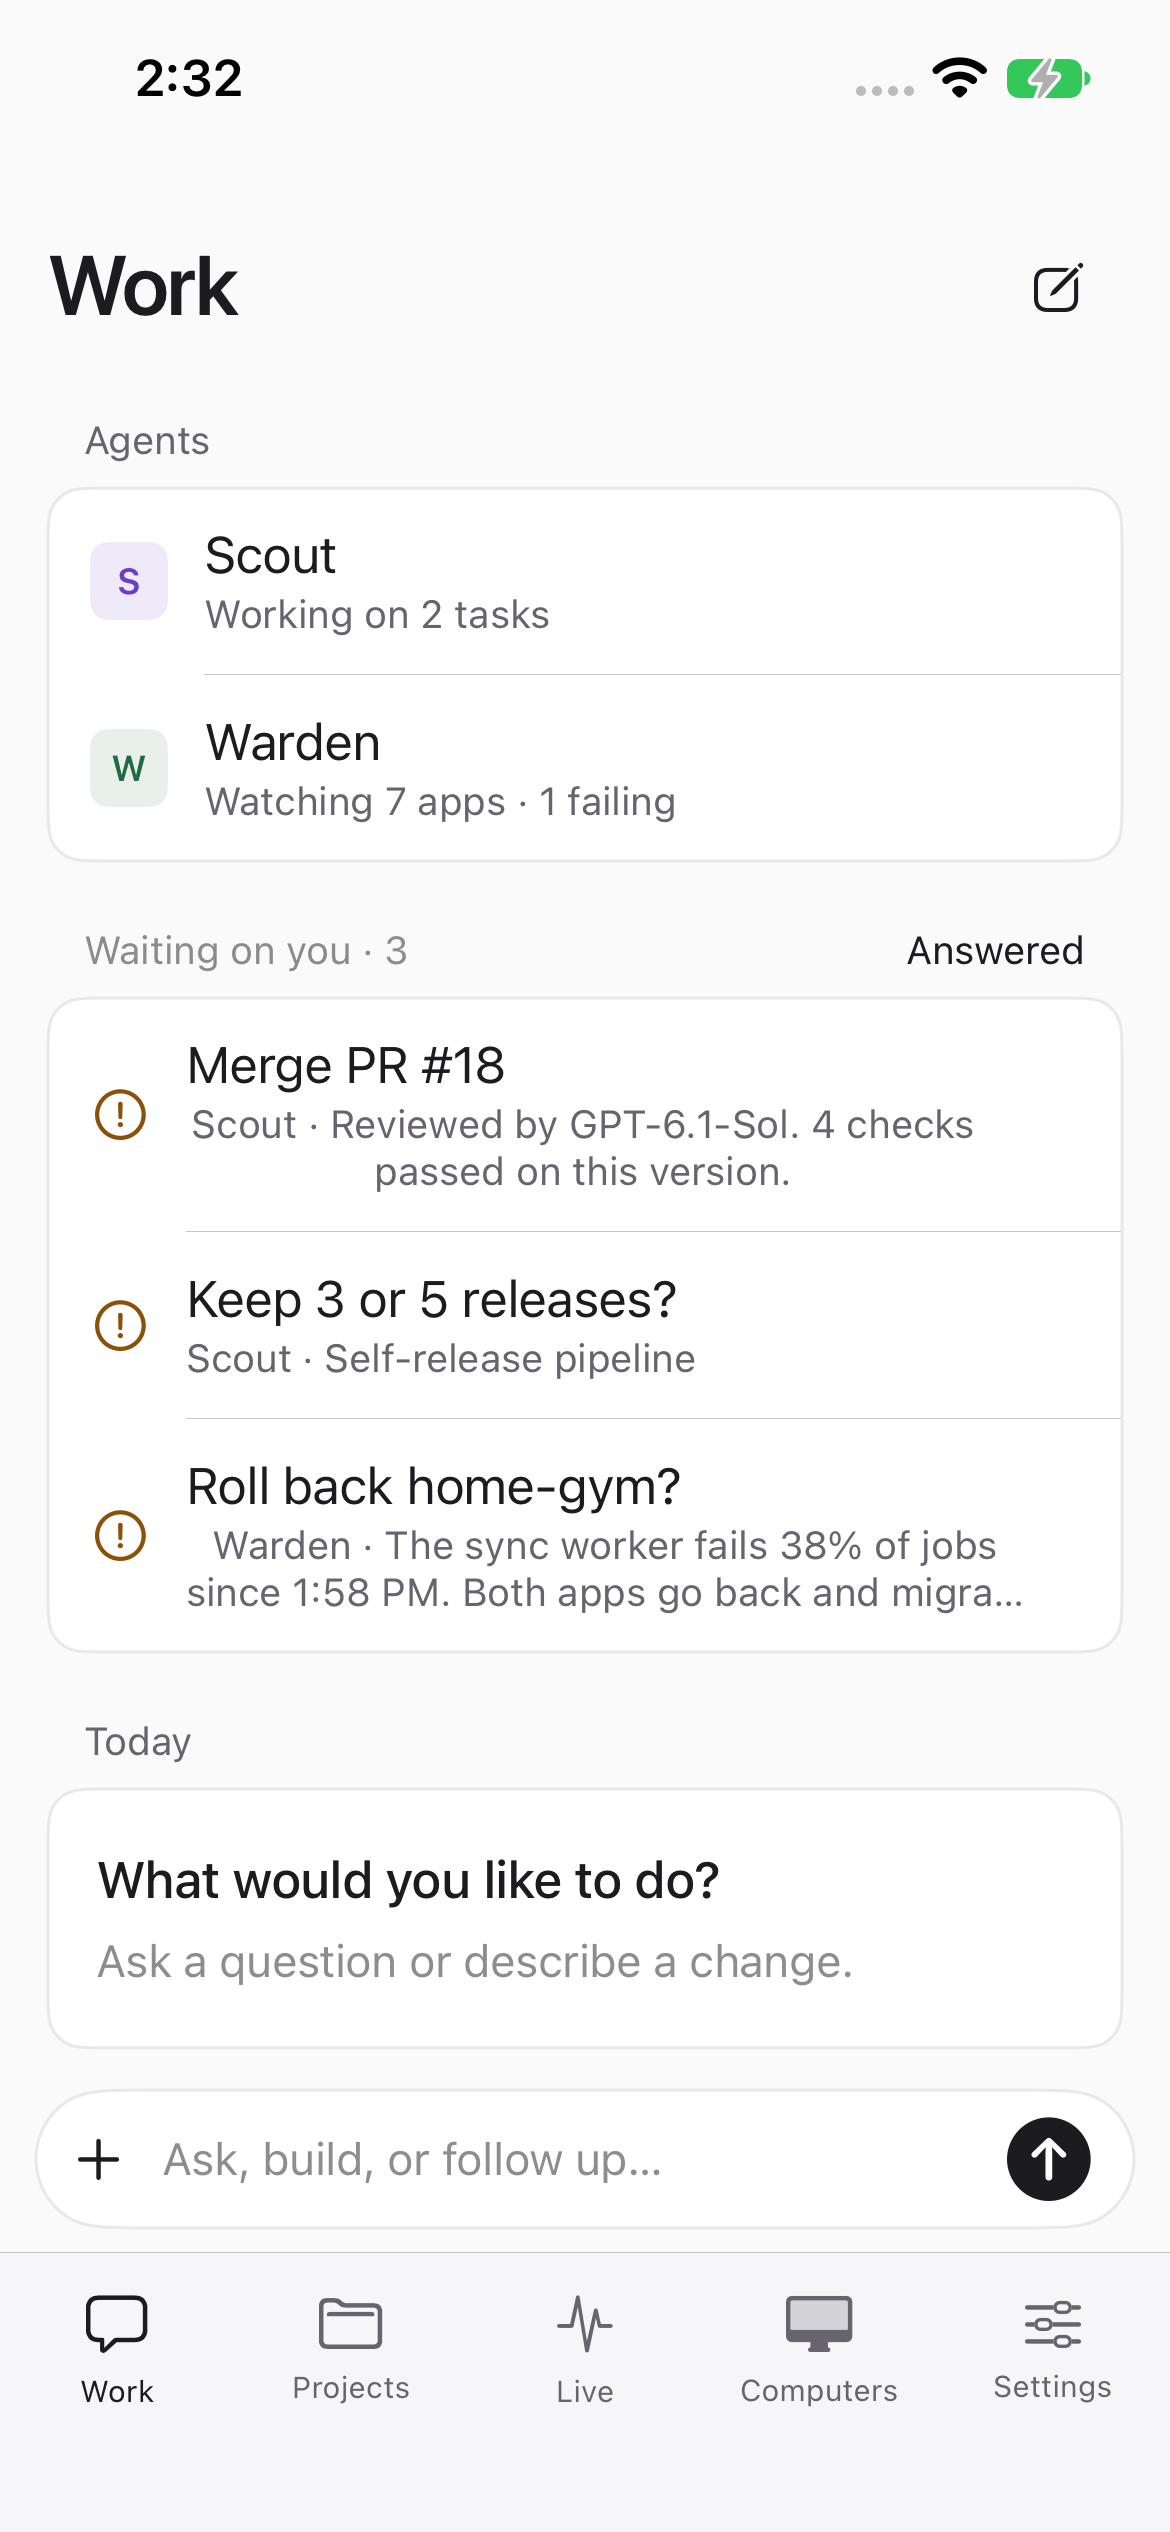 2:32
Work
Agents
S
Scout
Working on 2 tasks
W
Warden
Watching 7 apps · 1 failing
Waiting on you · 3
Answered
Merge PR #18
Scout · Reviewed by GPT-6.1-Sol. 4 checks
passed on this version.
Keep 3 or 5 releases?
Scout · Self-release pipeline
Roll back home-gym?
Warden · The sync worker fails 38% of jobs
since 1:58 PM. Both apps go back and migra...
Today
What would you like to do?
Ask a question or describe a change.
Ask, build, or follow up...
Work
Projects
Live
Computers
Settings